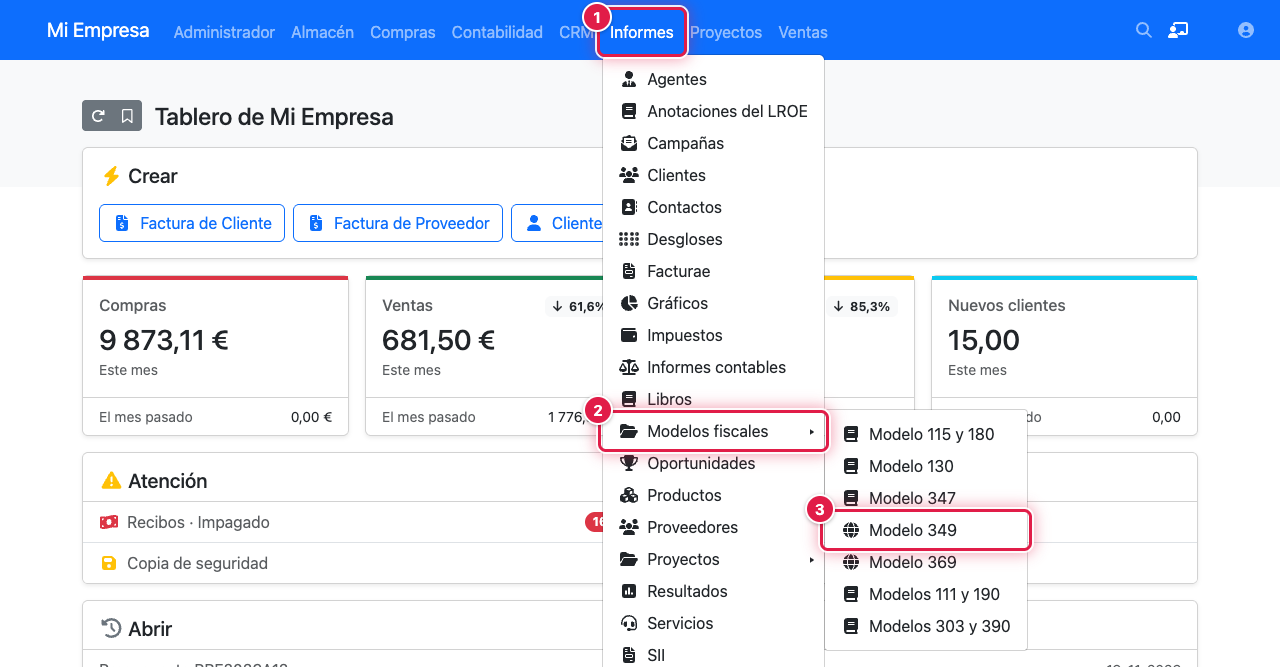 Mi Empresa
Administrador
Almacén
Compras
Contabilidad
CRM
1
Informes
Proyectos
Ventas
Tablero de Mi Empresa
Crear
Factura de Cliente
Factura de Proveedor
Cliente
Compras
9 873,11 €
Este mes
El mes pasado 0,00 €
Ventas
61,6%
681,50 €
Este mes
El mes pasado 1 776,
85,3%
Nuevos clientes
15,00
Este mes
0,00
Atención
Recibos · Impagado
Copia de seguridad
Abrir
Agentes
Anotaciones del LROE
Campañas
Clientes
Contactos
Desgloses
Facturae
Gráficos
Impuestos
Informes contables
Libros
2
Modelos fiscales
Oportunidades
Productos
Proveedores
Proyectos
Resultados
Servicios
SII
Modelo 115 y 180
Modelo 130
Modelo 347
3
Modelo 349
Modelo 369
Modelos 111 y 190
Modelos 303 y 390